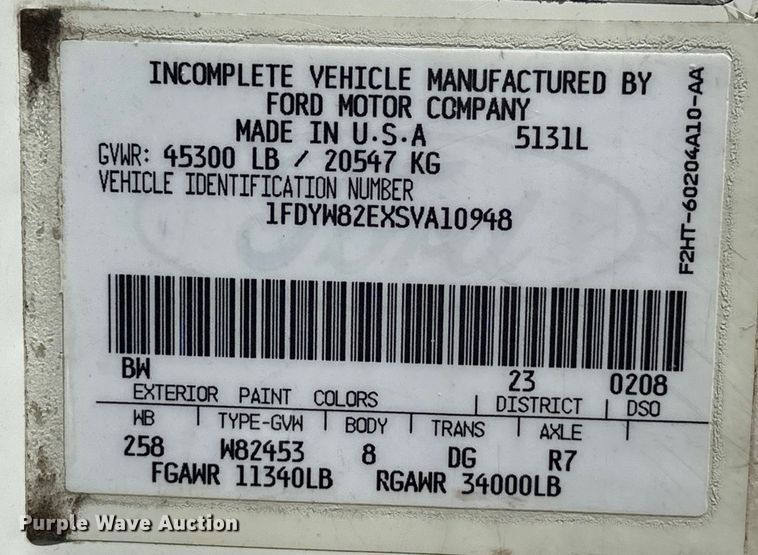 INCOMPLETE VEHICLE MANUFACTURED BY
FORD MOTOR COMPANY
MADE IN U.S.A 5131L
GVWR: 45300 LB / 20547 KG
VEHICLE IDENTIFICATION NUMBER
1FDYW82EXSVA10948
F2HT-60204A10-AA
BW 23 0208
EXTERIOR PAINT COLORS DISTRICT DSO
WB TYPE-GVW BODY TRANS AXLE
258 W82453 8 DG R7
FGAWR 11340LB RGAWR 34000LB
Purple Wave Auction